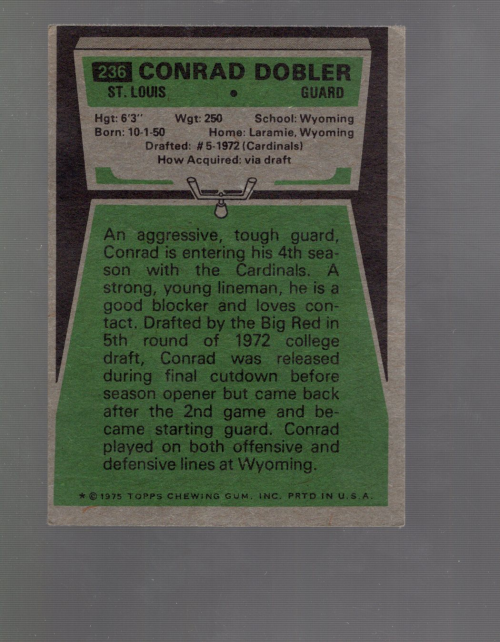 236 CONRAD DOBLER
ST. LOUIS • GUARD
Hgt: 6'3" Wgt: 250 School: Wyoming
Born: 10-1-50 Home: Laramie, Wyoming
Drafted: #5-1972 (Cardinals)
How Acquired: via draft
An aggressive, tough guard,
Conrad is entering his 4th sea-
son with the Cardinals. A
strong, young lineman, he is a
good blocker and loves con-
tact. Drafted by the Big Red in
5th round of 1972 college
draft, Conrad was released
during final cutdown before
season opener but came back
after the 2nd game and be-
came starting guard. Conrad
played on both offensive and
defensive lines at Wyoming.
* © 1975 TOPPS CHEWING GUM, INC. PRTD. IN U.S.A.